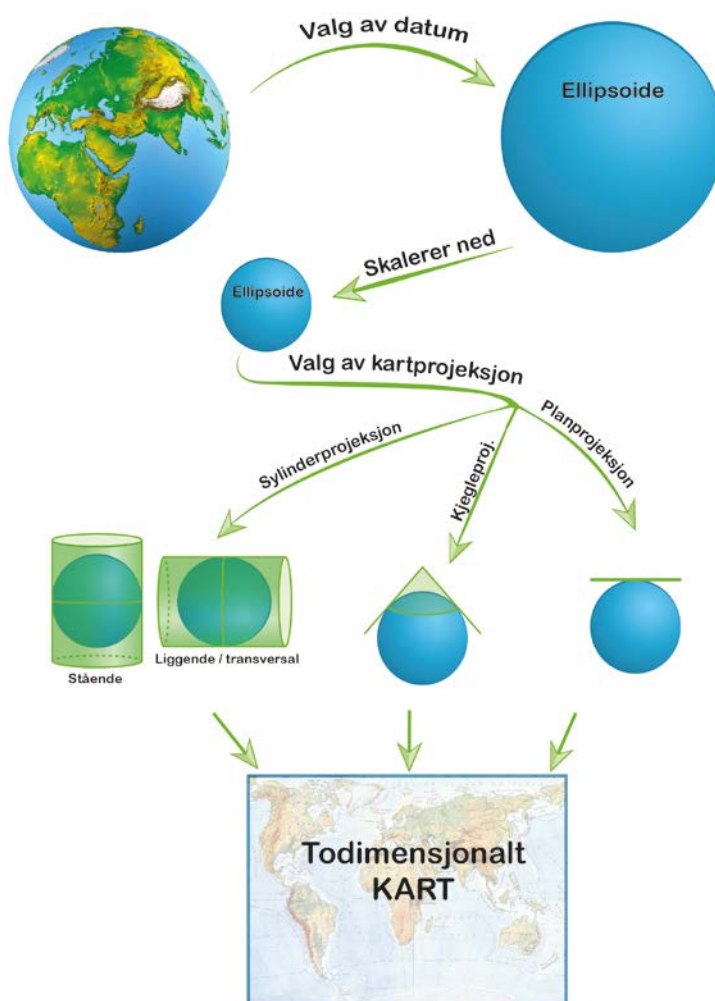 Valg av datum
Ellipsoide
Skalerer ned
Ellipsoide
Valg av kartprojeksjon
Sylinderprojeksjon
Kjegleproj.
Planprojeksjon
Stående
Liggende / transversal
Todimensjonalt
KART